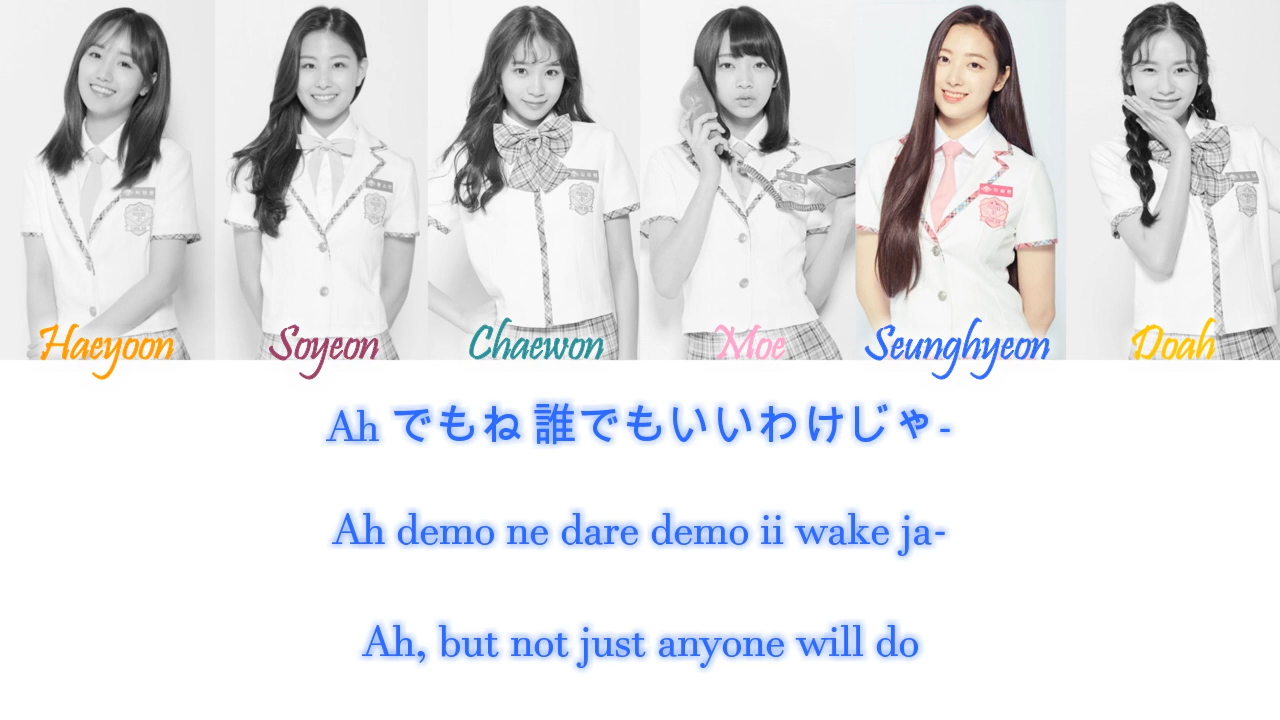 Haeyoon
Soyeon
Chaewon
Moe
Seunghyeon
Doah
Ah でもね 誰でもいいわけじゃ-
Ah demo ne dare demo ii wake ja-
Ah, but not just anyone will do